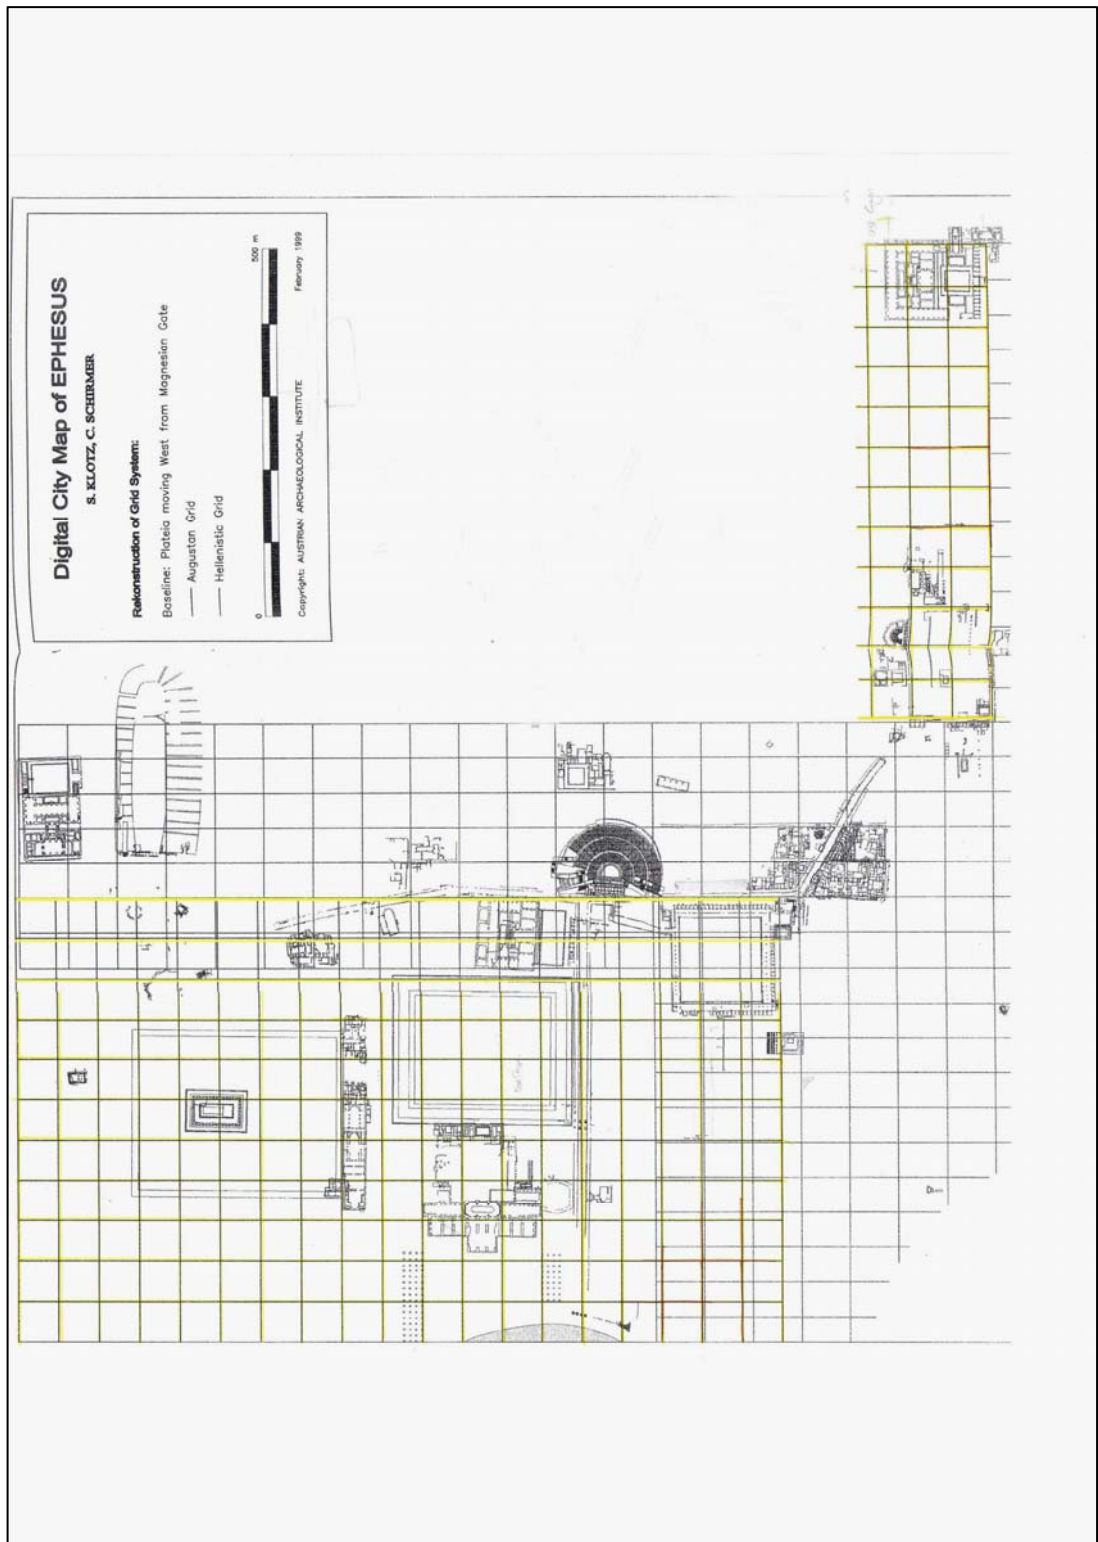 Digital City Map of EPHESUS
S. KLOTZ, C. SCHIRMER
Rekonstruction of Grid System:
Baseline: Plateia moving West from Magnesian Gate
Augustan Grid
Hellenistic Grid
0
500 m
Copyright: AUSTRIAN ARCHAEOLOGICAL INSTITUTE
February 1999